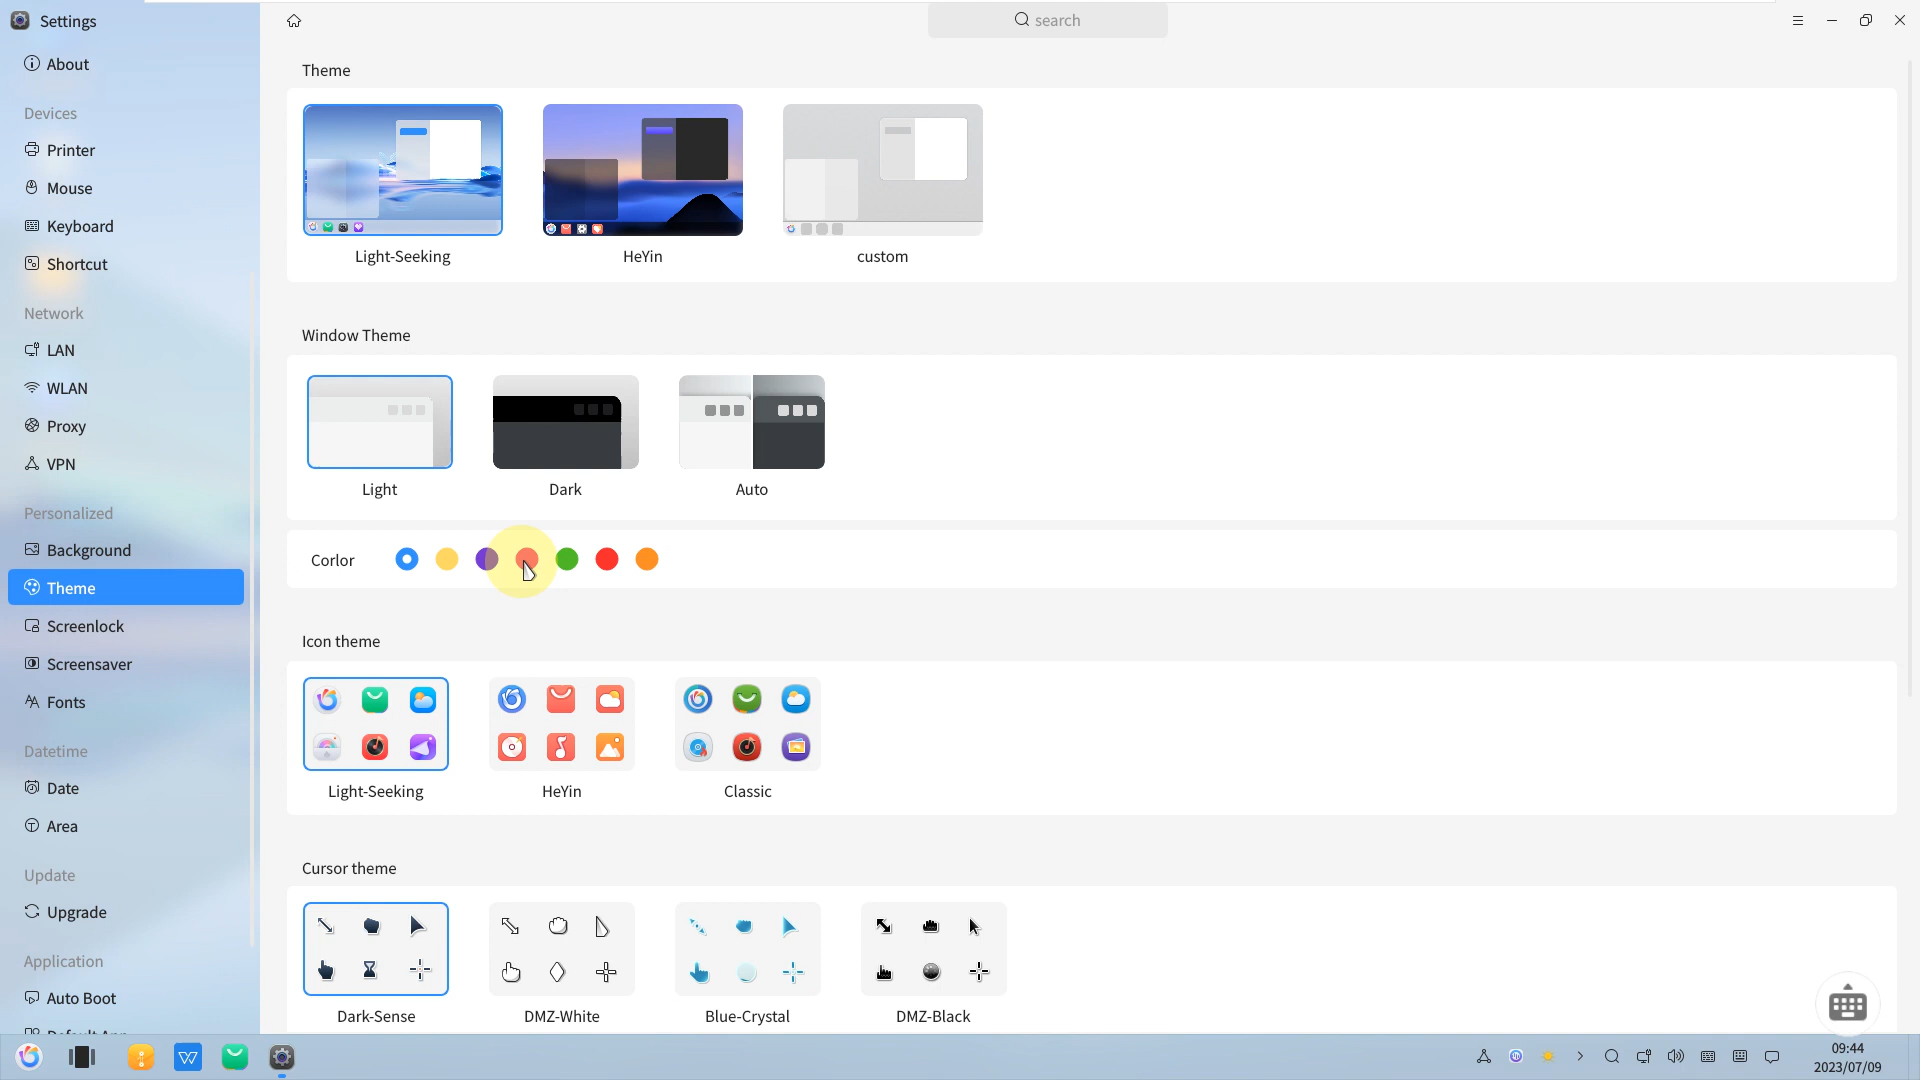 Settings
search
About
Devices
Printer
Mouse
Keyboard
Shortcut
Network
LAN
WLAN
Proxy
VPN
Personalized
Background
Theme
Screenlock
Screensaver
Fonts
Datetime
Date
Area
Update
Upgrade
Application
Auto Boot
Default App
Theme
Light-Seeking
HeYin
custom
Window Theme
Light
Dark
Auto
Corlor
Icon theme
Light-Seeking
HeYin
Classic
Cursor theme
Dark-Sense
DMZ-White
Blue-Crystal
DMZ-Black
09:44
2023/07/09